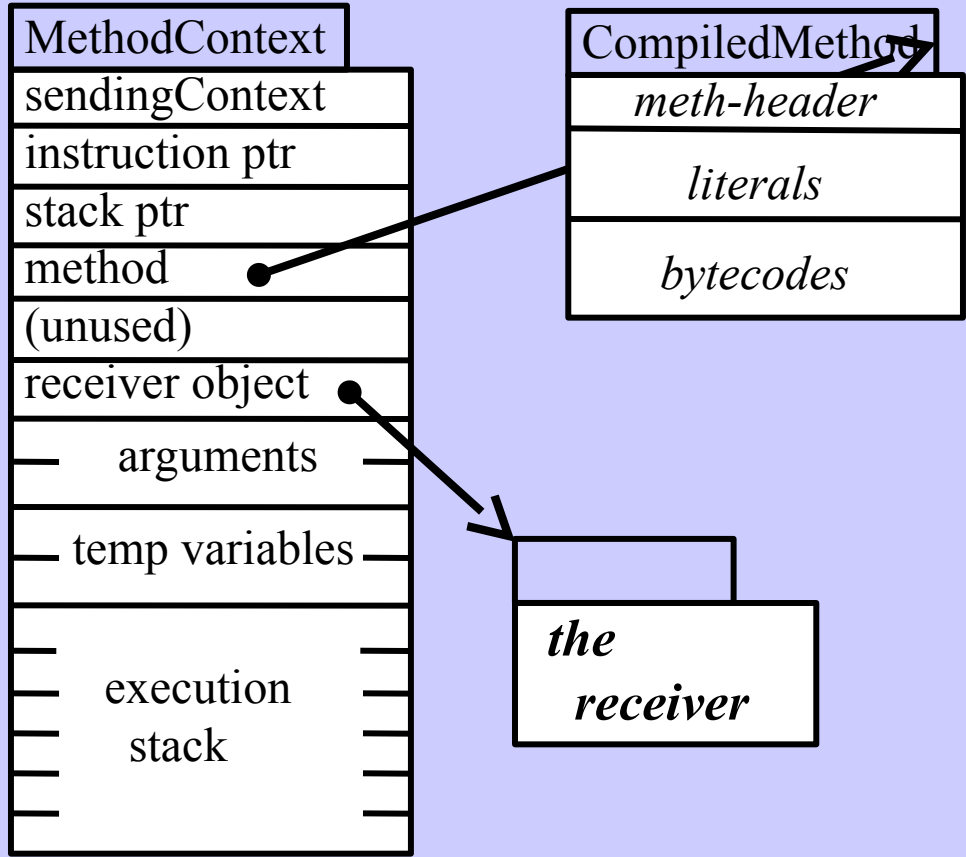 MethodContext
sendingContext
instruction ptr
stack ptr
method
(unused)
receiver object
arguments
temp variables
execution
stack
CompiledMethod
meth-header
literals
bytecodes
the
receiver